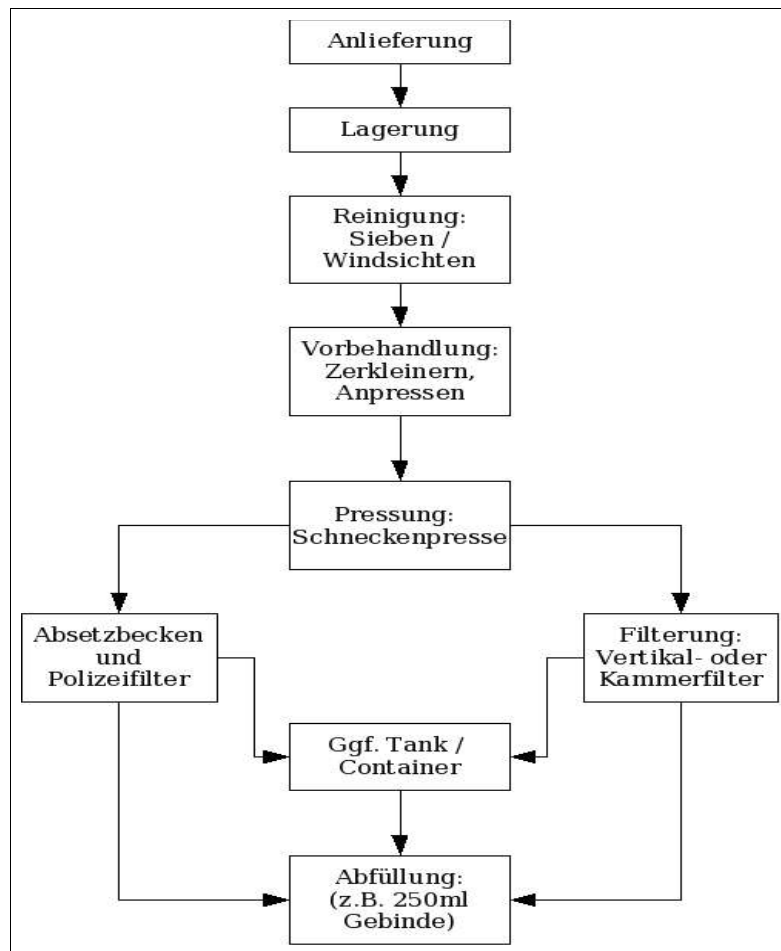 Anlieferung
Lagerung
Reinigung:
Sieben /
Windsichten
Vorbehandlung:
Zerkleinern,
Anpressen
Pressung:
Schneckenpresse
Absetzbecken
und
Polizeifilter
Filterung:
Vertikal- oder
Kammerfilter
Ggf. Tank /
Container
Abfüllung:
(z.B. 250ml
Gebinde)